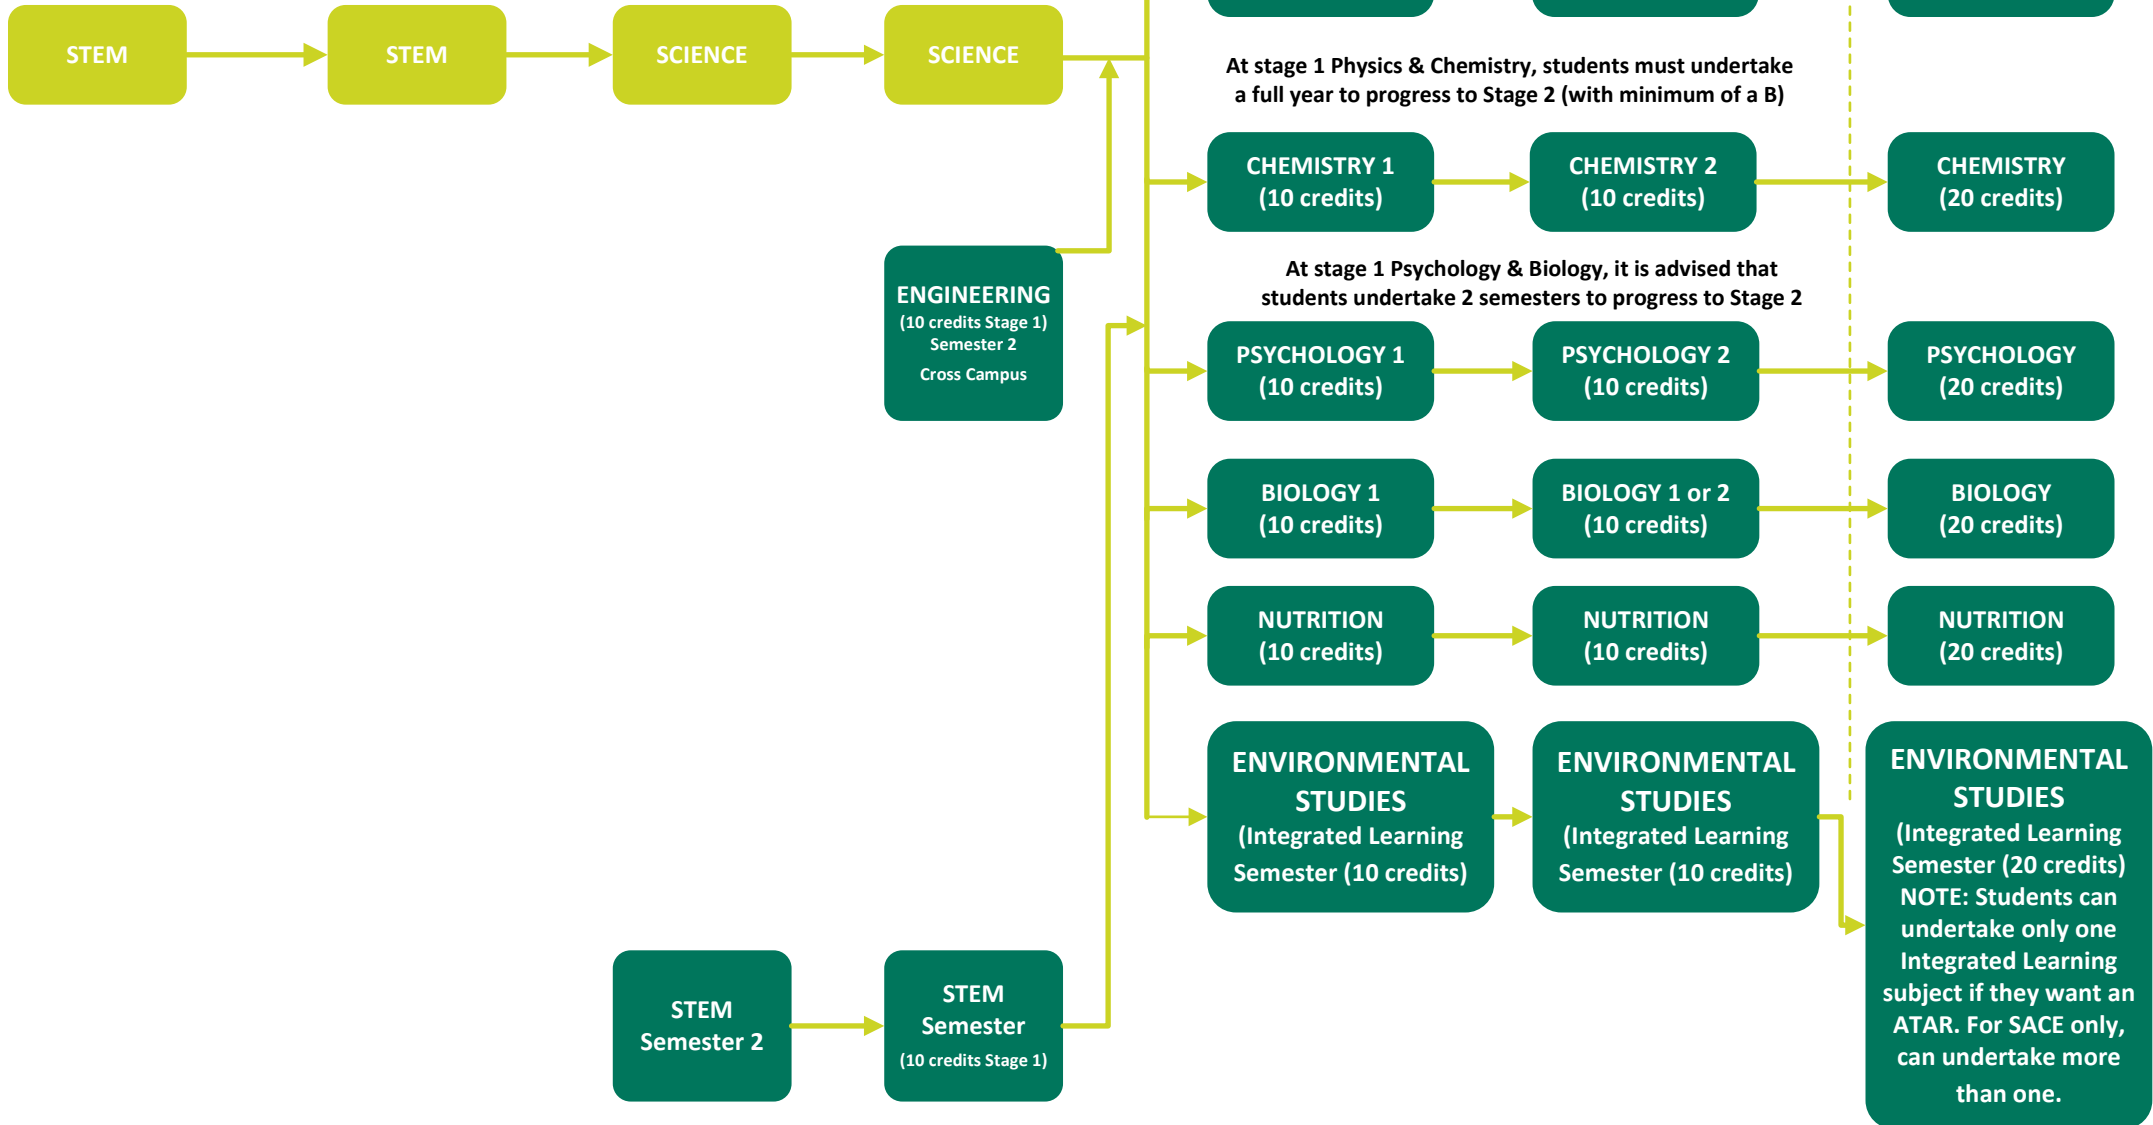 STEM
STEM
SCIENCE
SCIENCE
At stage 1 Physics & Chemistry, students must undertake
a full year to progress to Stage 2 (with minimum of a B)
CHEMISTRY 1
(10 credits)
CHEMISTRY 2
(10 credits)
CHEMISTRY
(20 credits)
ENGINEERING
(10 credits Stage 1)
Semester 2
Cross Campus
At stage 1 Psychology & Biology, it is advised that
students undertake 2 semesters to progress to Stage 2
PSYCHOLOGY 1
(10 credits)
PSYCHOLOGY 2
(10 credits)
PSYCHOLOGY
(20 credits)
BIOLOGY 1
(10 credits)
BIOLOGY 1 or 2
(10 credits)
BIOLOGY
(20 credits)
NUTRITION
(10 credits)
NUTRITION
(10 credits)
NUTRITION
(20 credits)
ENVIRONMENTAL
STUDIES
(Integrated Learning
Semester (10 credits)
ENVIRONMENTAL
STUDIES
(Integrated Learning
Semester (10 credits)
ENVIRONMENTAL
STUDIES
(Integrated Learning
Semester (20 credits)
NOTE: Students can
undertake only one
Integrated Learning
subject if they want an
ATAR. For SACE only,
can undertake more
than one.
STEM
Semester 2
STEM
Semester
(10 credits Stage 1)